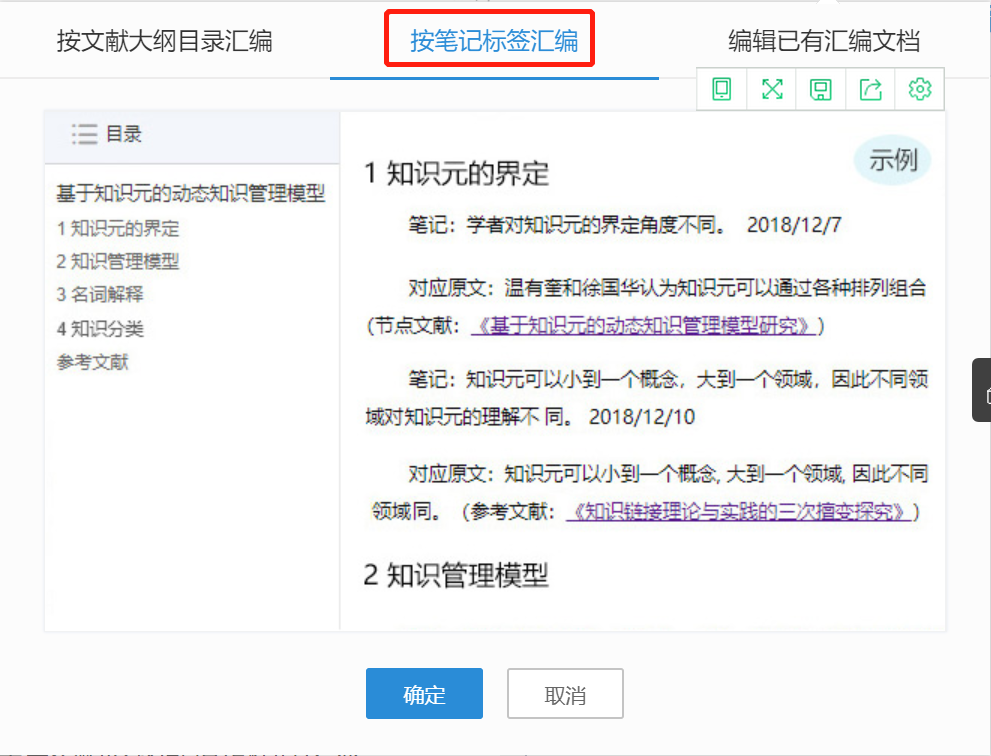 按文献大纲目录汇编
按笔记标签汇编
编辑已有汇编文档
目录
基于知识元的动态知识管理模型
1 知识元的界定
2 知识管理模型
3 名词解释
4 知识分类
参考文献
示例
1 知识元的界定
笔记：学者对知识元的界定角度不同。 2018/12/7
对应原文：温有奎和徐国华认为知识元可以通过各种排列组合
(节点文献：《基于知识元的动态知识管理模型研究》)
笔记：知识元可以小到一个概念，大到一个领域，因此不同领
域对知识元的理解不 同。 2018/12/10
对应原文：知识元可以小到一个概念, 大到一个领域, 因此不同
领域同。（参考文献：《知识链接理论与实践的三次擅变探究》)
2 知识管理模型
确定
取消